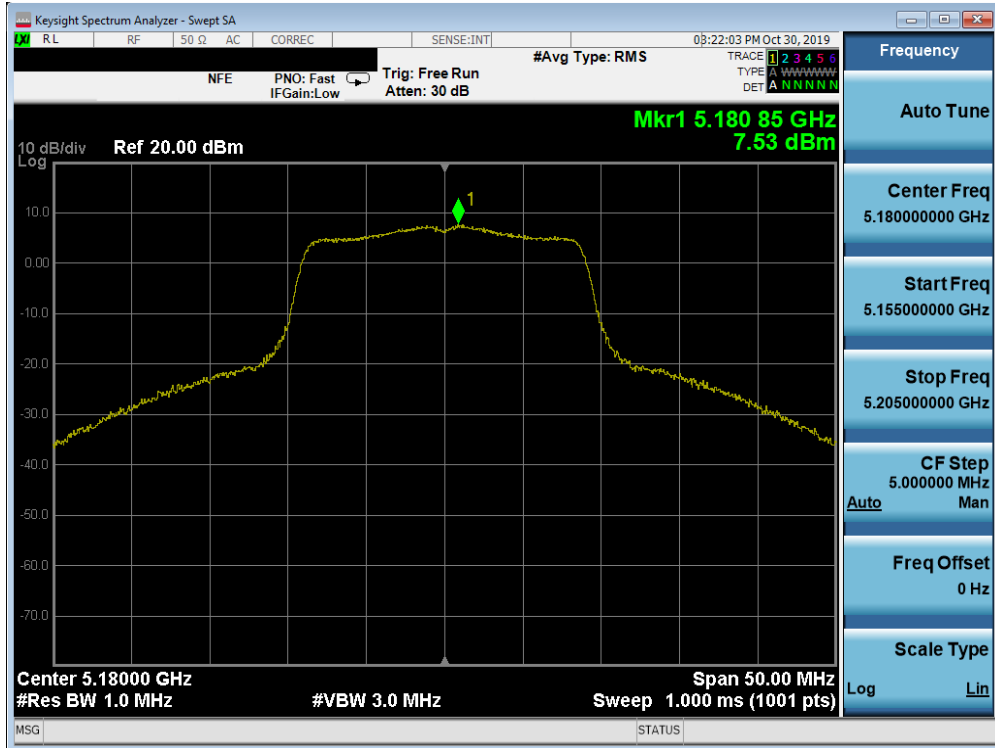 Keysight Spectrum Analyzer - Swept SA
LXI RL RF 50 Ω AC CORREC SENSE:INT 03:22:03 PM Oct 30, 2019
NFE PNO: Fast IFGain:Low
Trig: Free Run
Atten: 30 dB
#Avg Type: RMS
TRACE 1 2 3 4 5 6
TYPE A WWWWW
DET A N N N N N
Mkr1 5.180 85 GHz
7.53 dBm
10 dB/div Ref 20.00 dBm
Log
1
10.0
0.00
-10.0
-20.0
-30.0
-40.0
-50.0
-60.0
-70.0
Center 5.18000 GHz Span 50.00 MHz
#Res BW 1.0 MHz #VBW 3.0 MHz Sweep 1.000 ms (1001 pts)
MSG STATUS
Frequency
Auto Tune
Center Freq
5.180000000 GHz
Start Freq
5.155000000 GHz
Stop Freq
5.205000000 GHz
CF Step
5.000000 MHz
Auto Man
Freq Offset
0 Hz
Scale Type
Log Lin